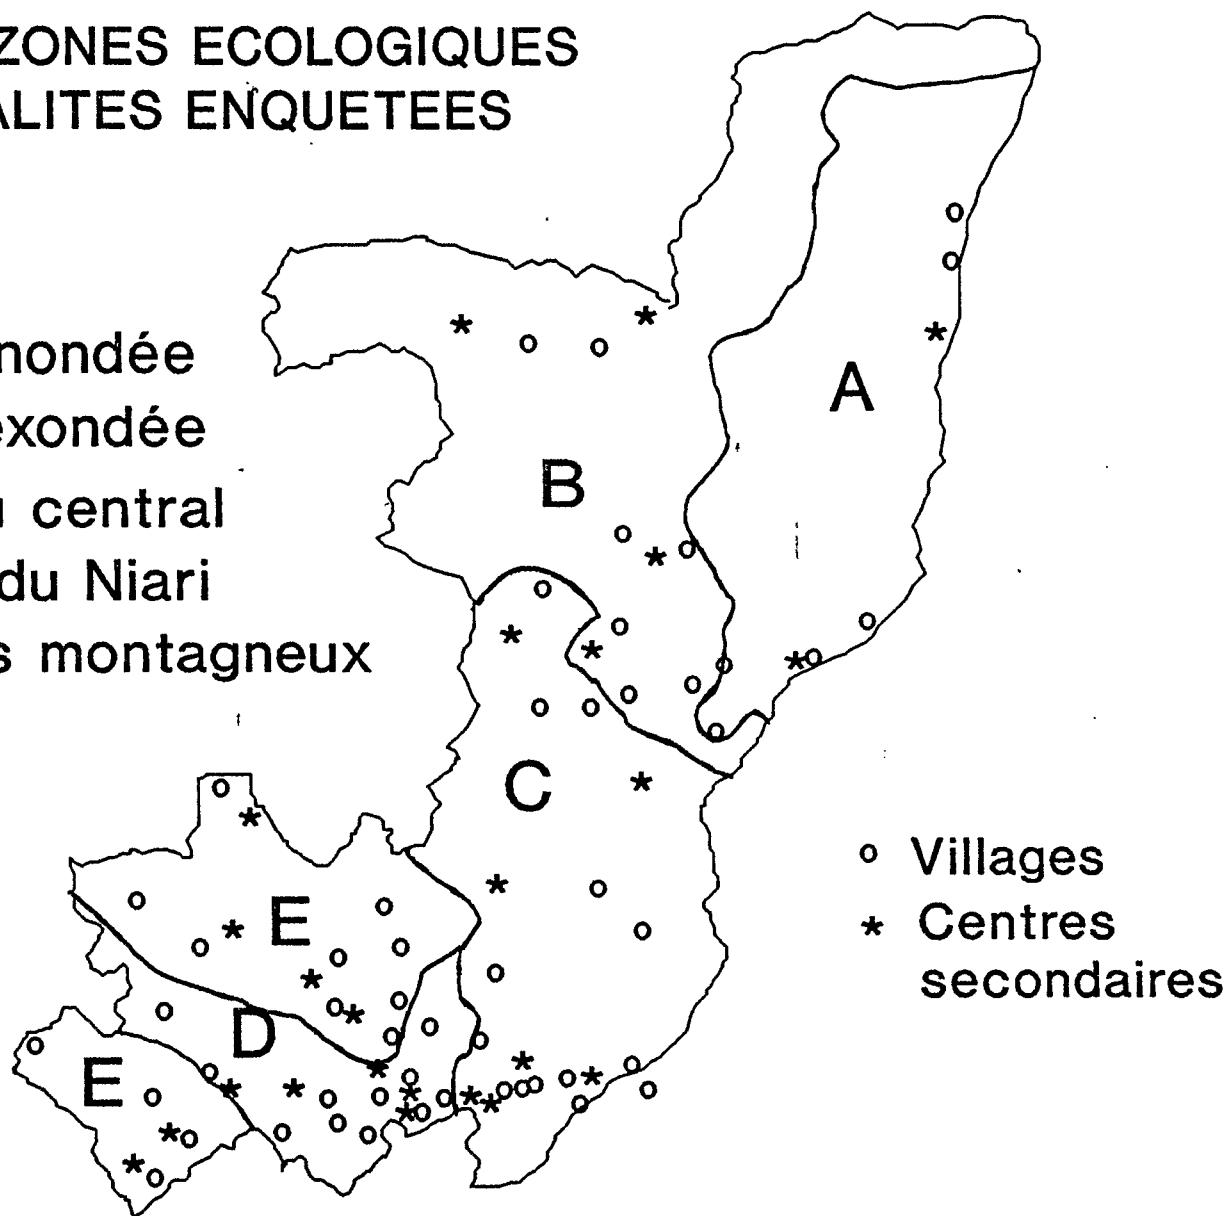 ZONES ECOLOGIQUES
ALITES ENQUETEES
nondée
exondée
u central
du Niari
s montagneux
A
B
C
E
D
E
o Villages
* Centres
secondaires